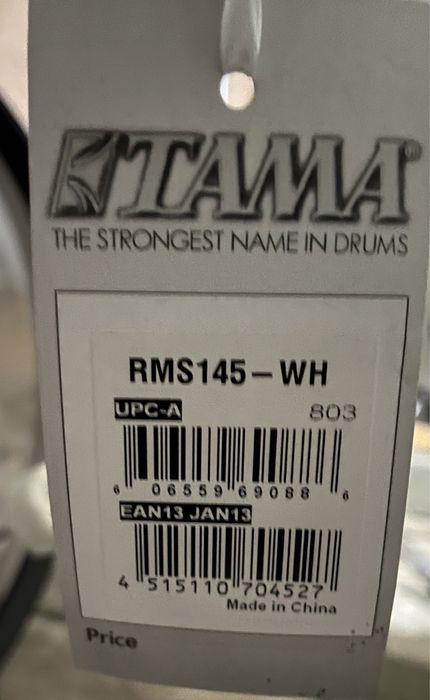 TAMA®
THE STRONGEST NAME IN DRUMS
RMS145-WH
UPC-A 803
6 06559 69088 6
EAN13 JAN13
4 515110 704527
Made in China
Price